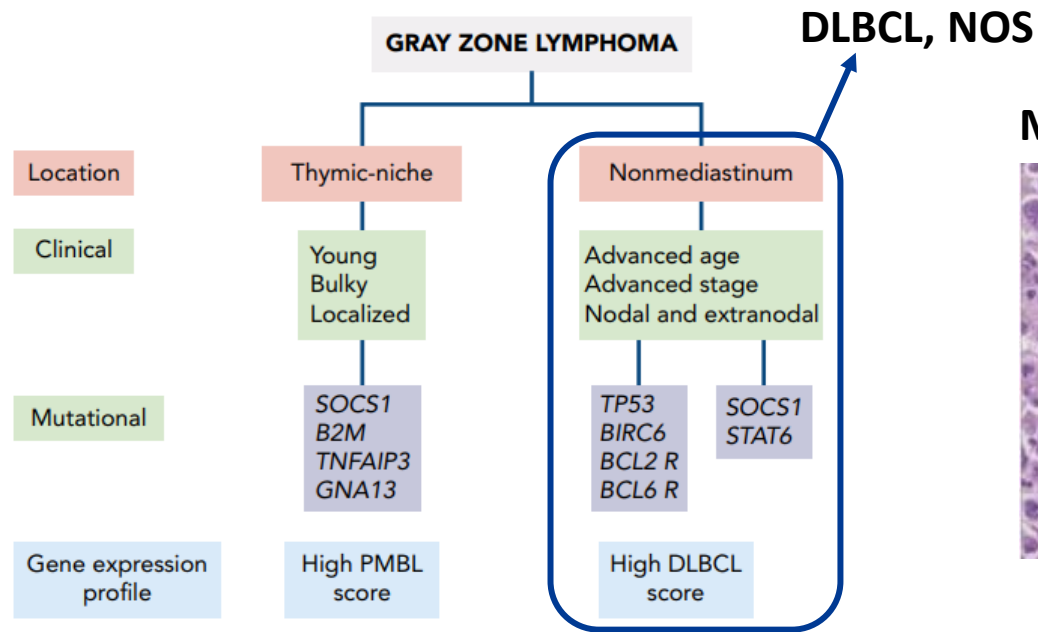 DLBCL, NOS
GRAY ZONE LYMPHOMA
M
Location
Thymic-niche
Nonmediastinum
Clinical
Young
Bulky
Localized
Advanced age
Advanced stage
Nodal and extranodal
Mutational
SOCS1
B2M
TNFAIP3
GNA13
TP53
BIRC6
BCL2 R
BCL6 R
SOCS1
STAT6
Gene expression
profile
High PMBL
score
High DLBCL
score